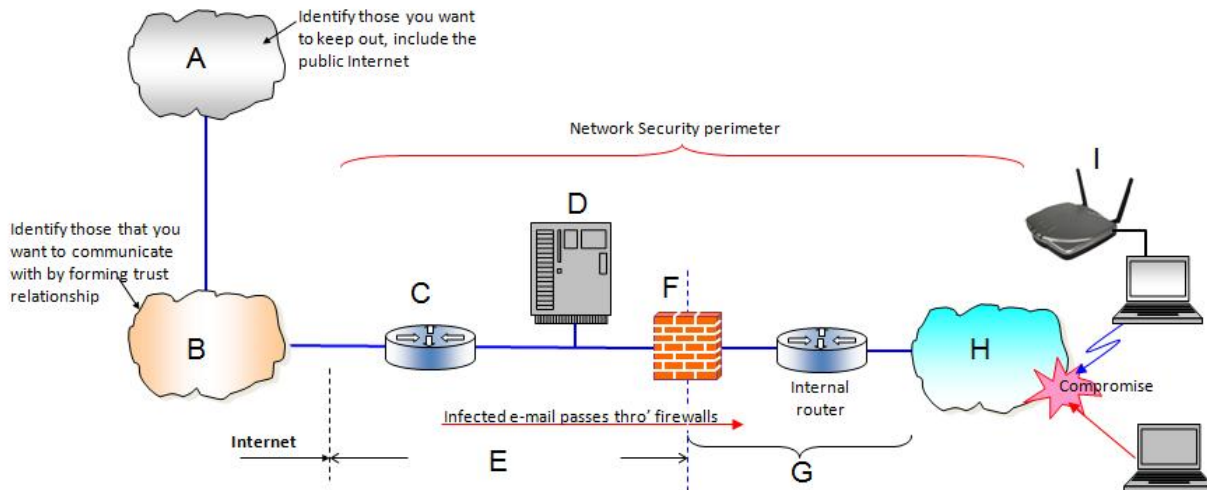 Identify those you want
to keep out, include the
public Internet
A
Network Security perimeter
I
D
Identify those that you
want to communicate
with by forming trust
relationship
C
F
B
H
Compromise
Internal
router
Infected e-mail passes thro' firewalls
Internet
E
G